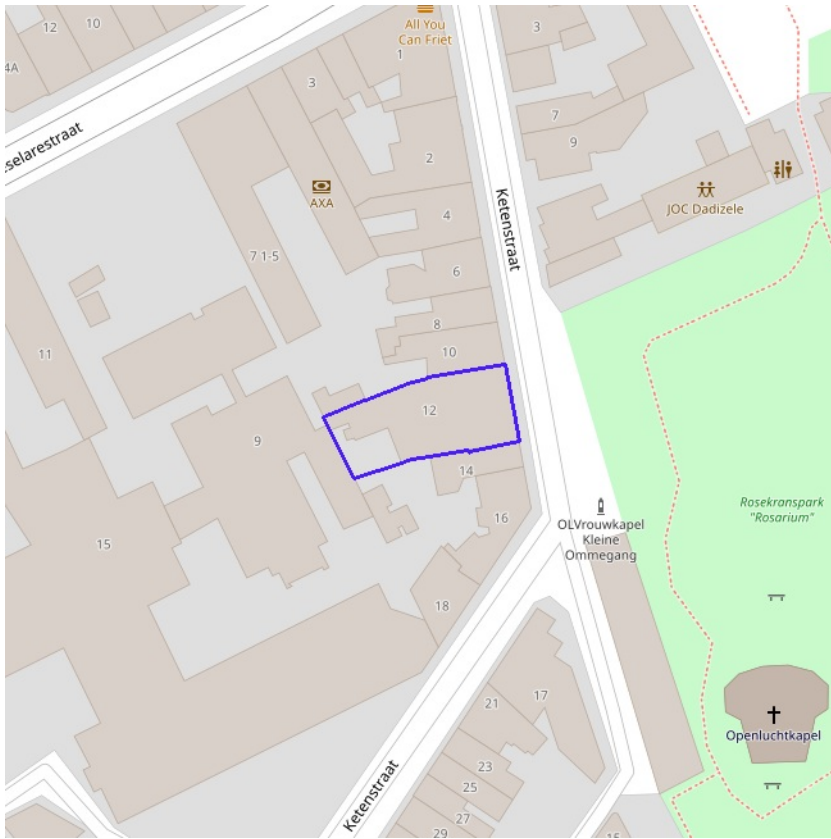 12
10
4A
All You
Can Friet
1
3
3
sselarestraat
7
9
2
AXA
JOC Dadizele
Ketenstraat
4
7 1-5
6
8
11
10
12
9
14
Rosekranspark
"Rosarium"
OLVrouwkapel
Kleine
Ommegang
16
15
18
17
21
Openluchtkapel
23
25
Ketenstraat
27
29
15